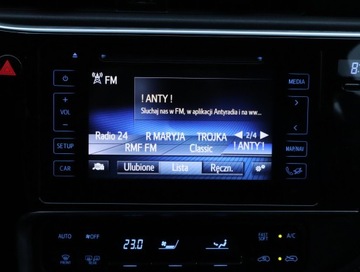 FM
! ANTY !
Słuchaj nas w FM, w aplikacji Antyradia i na ww...
Radio 24 R MARYJA TROJKA 2/4
RMF FM Classic ! ANTY !
Ulubione Lista Ręczn.
VOL
SETUP
CAR
MEDIA
MAP/NAV
AUTO OFF
23.0
A/C